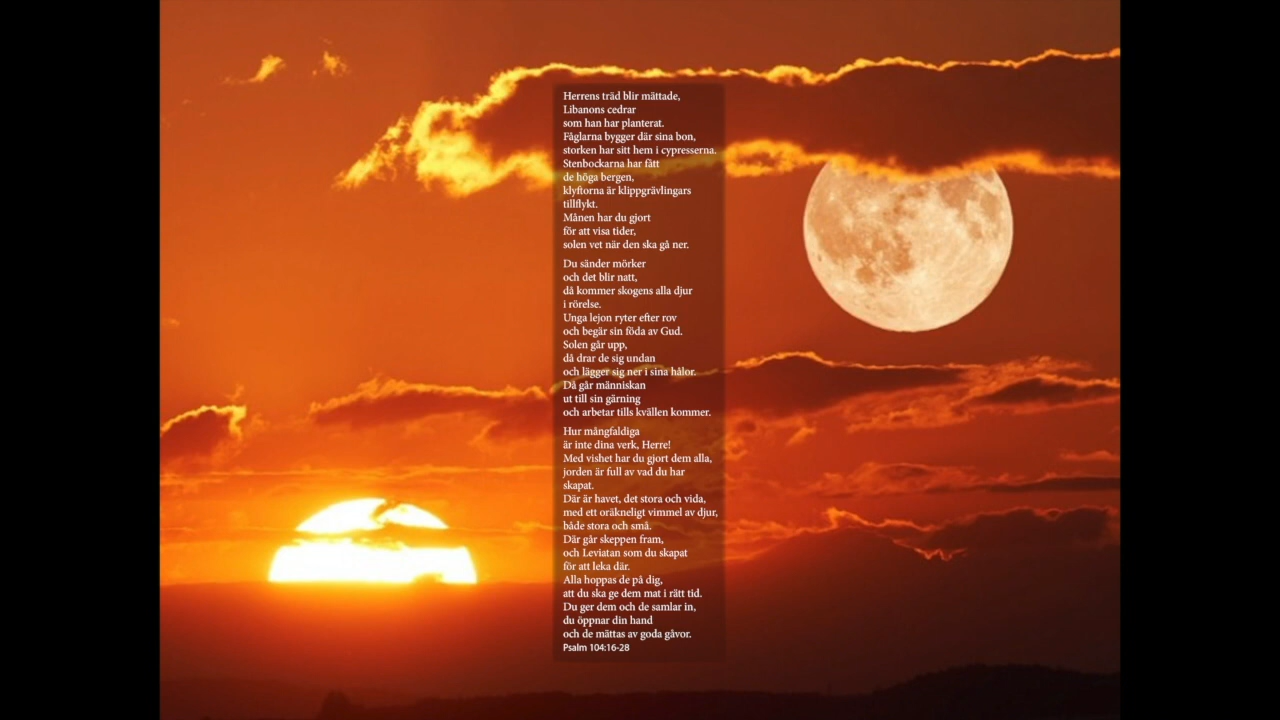 Herrens träd blir mättade,
Libanons cedrar
som han har planterat.
Fåglarna bygger där sina bon,
storken har sitt hem i cypresserna.
Stenbockarna har fått
de höga bergen,
klyftorna är klippgrävlingars
tillflykt.
Månen har du gjort
för att visa tider,
solen vet när den ska gå ner.
Du sänder mörker
och det blir natt,
då kommer skogens alla djur
i rörelse.
Unga lejon ryter efter rov
och begär sin föda av Gud.
Solen går upp,
då drar de sig undan
och lägger sig ner i sina hålor.
Då går människan
ut till sin gärning
och arbetar tills kvällen kommer.
Hur mångfaldiga
är inte dina verk, Herre!
Med vishet har du gjort dem alla,
jorden är full av vad du har
skapat.
Där är havet, det stora och vida,
med ett oräkneligt vimmel av djur,
både stora och små.
Där går skeppen fram,
och Leviatan som du skapat
för att leka där.
Alla hoppas de på dig,
att du ska ge dem mat i rätt tid.
Du ger dem och de samlar in,
du öppnar din hand
och de mättas av goda gåvor.
Psalm 104:16-28